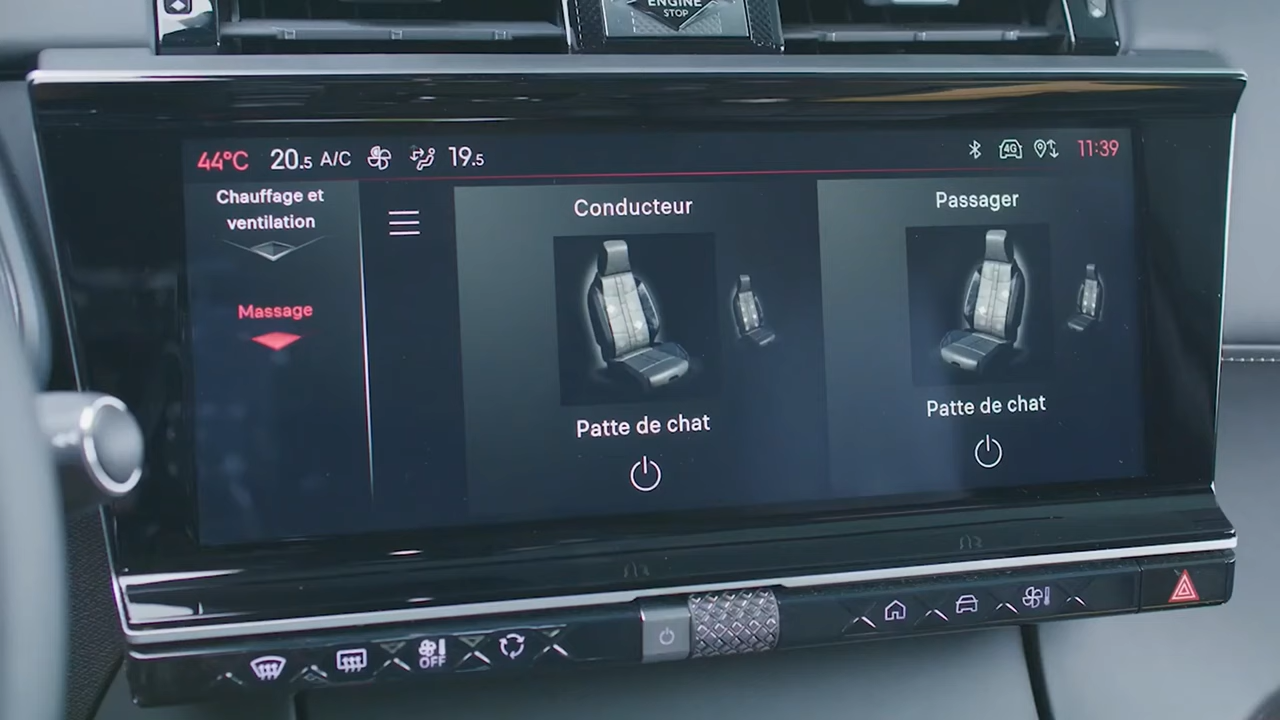 ENGINE
STOP
44°C 20.5 A/C 19.5 4G 11:39
Chauffage et
ventilation
Massage
Conducteur
Patte de chat
Passager
Patte de chat
OFF